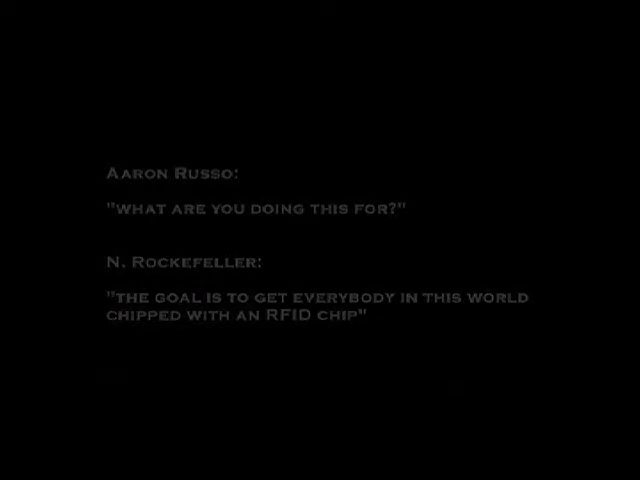 Aaron Russo:
"what are you doing this for?"
N. Rockefeller:
"the goal is to get everybody in this world
chipped with an RFID chip"